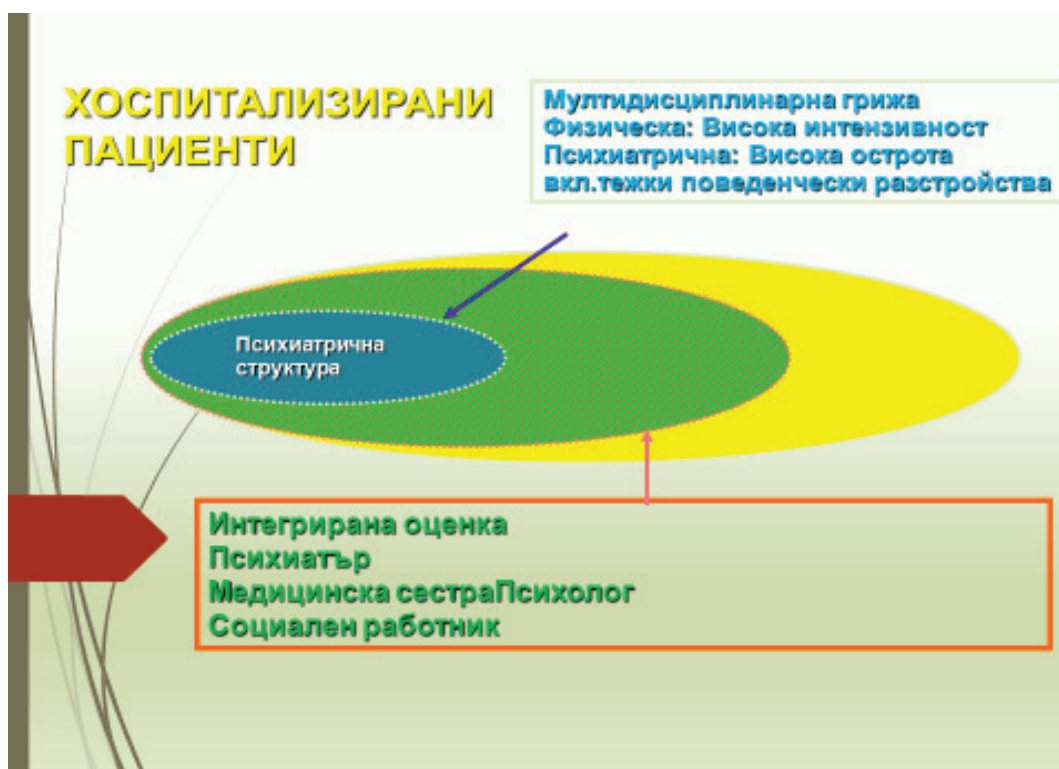 ХОСПИТАЛИЗИРАНИ
ПАЦИЕНТИ
Мултидисциплинарна грижа
Физическа: Висока интензивност
Психиатрична: Висока острота
вкл.тежки поведенчески разстройства
Психиатрична
структура
Интегрирана оценка
Психиатър
Медицинска сестраПсихолог
Социален работник